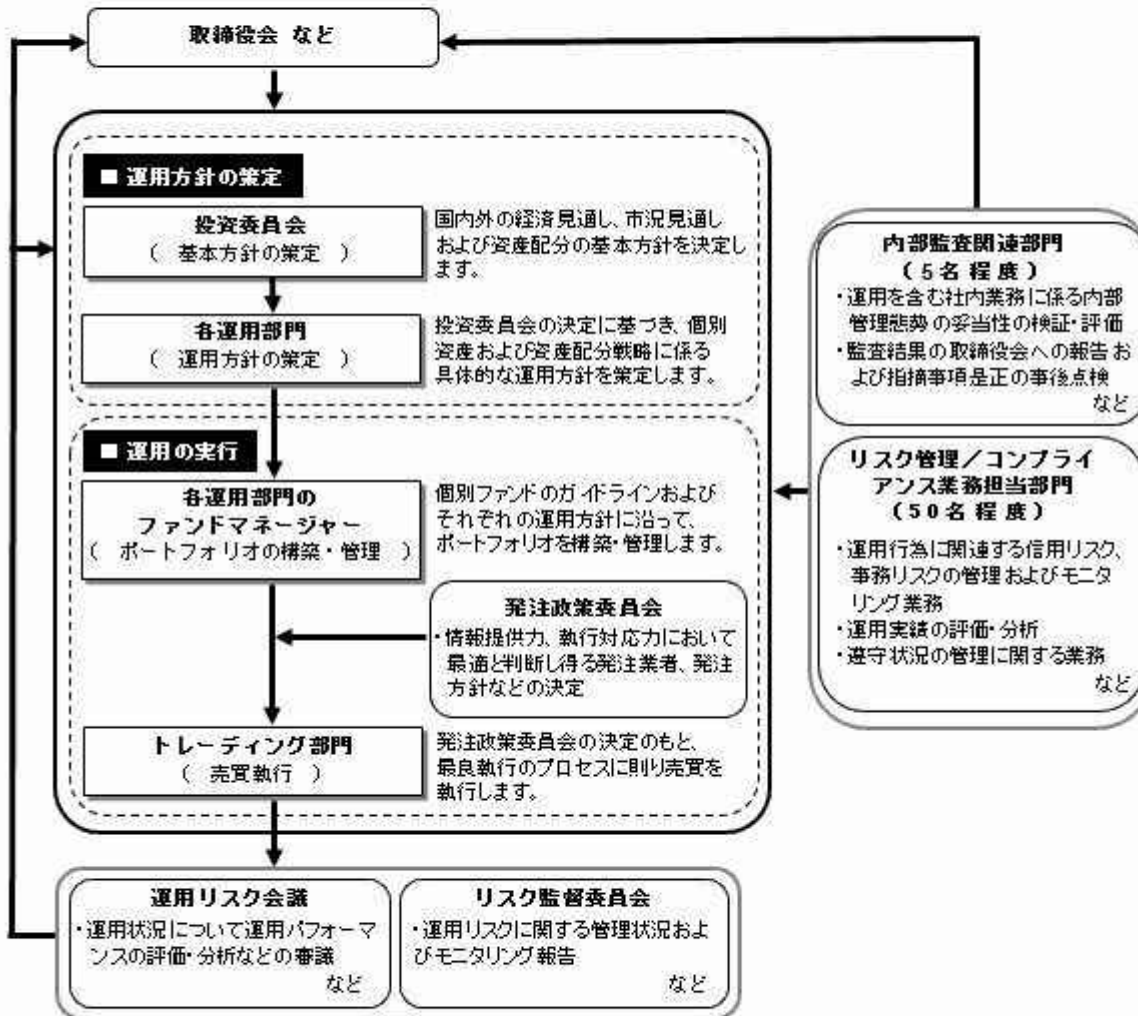 取締役会 など
■ 運用方針の策定
投資委員会
( 基本方針の策定 )
国内外の経済見通し、市況見通し
および資産配分の基本方針を決定し
ます。
各運用部門
( 運用方針の策定 )
投資委員会の決定に基づき、個別
資産および資産配分戦略に係る
具体的な運用方針を策定します。
■ 運用の実行
各運用部門の
ファンドマネージャー
( ポートフォリオの構築・管理 )
個別ファンドのガイドラインおよび
それぞれの運用方針に沿って、
ポートフォリオを構築・管理します。
発注政策委員会
・情報提供力、執行対応力において
最適と判断し得る発注業者、発注
方針などの決定
トレーディング部門
( 売買執行 )
発注政策委員会の決定のもと、
最良執行のプロセスに則り売買を
執行します。
内部監査関連部門
(5名程度)
・運用を含む社内業務に係る内部
管理態勢の妥当性の検証・評価
・監査結果の取締役会への報告お
よび指摘事項是正の事後点検
など
リスク管理/コンプライ
アンス業務担当部門
(50名程度)
・運用行為に関連する信用リスク、
事務リスクの管理およびモニタ
リング業務
・運用実績の評価・分析
・遵守状況の管理に関する業務
など
運用リスク会議
・運用状況について運用パフォーマ
ンスの評価・分析などの審議
など
リスク監督委員会
・運用リスクに関する管理状況およ
びモニタリング報告
など